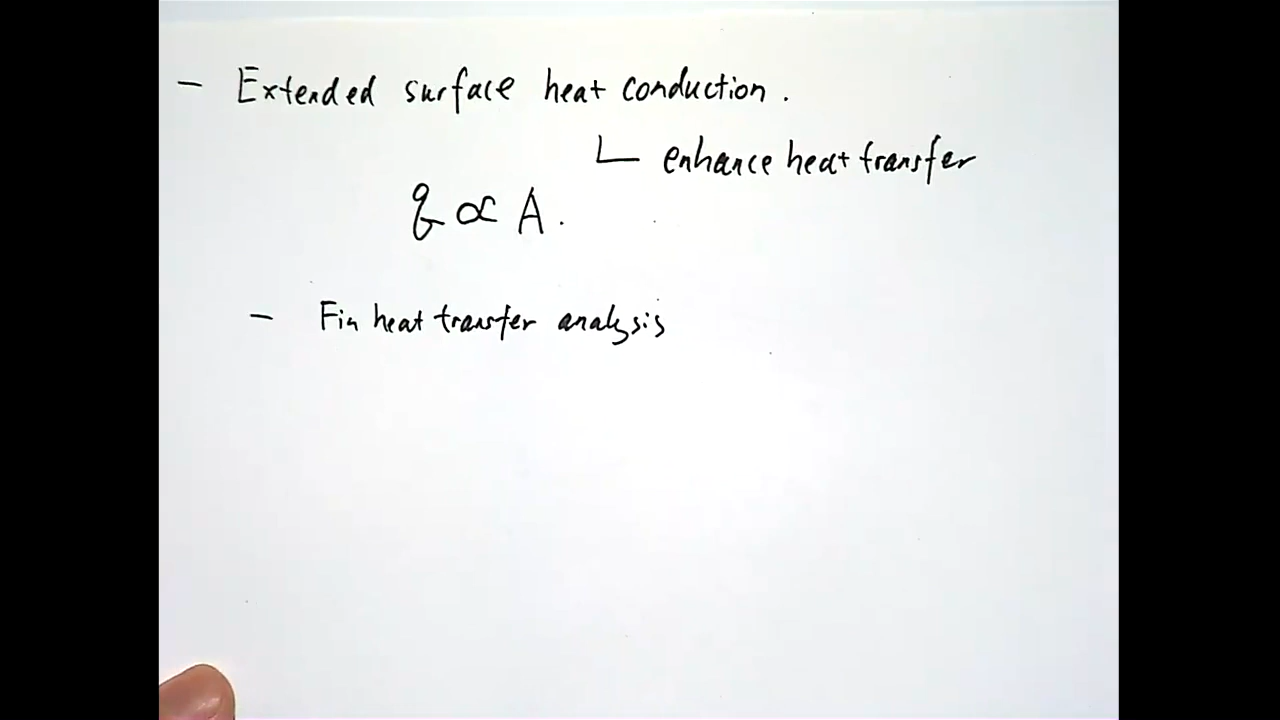 - Extended surface heat conduction.
enhance heat transfer
q ∝ A.
- Fin heat transfer analysis